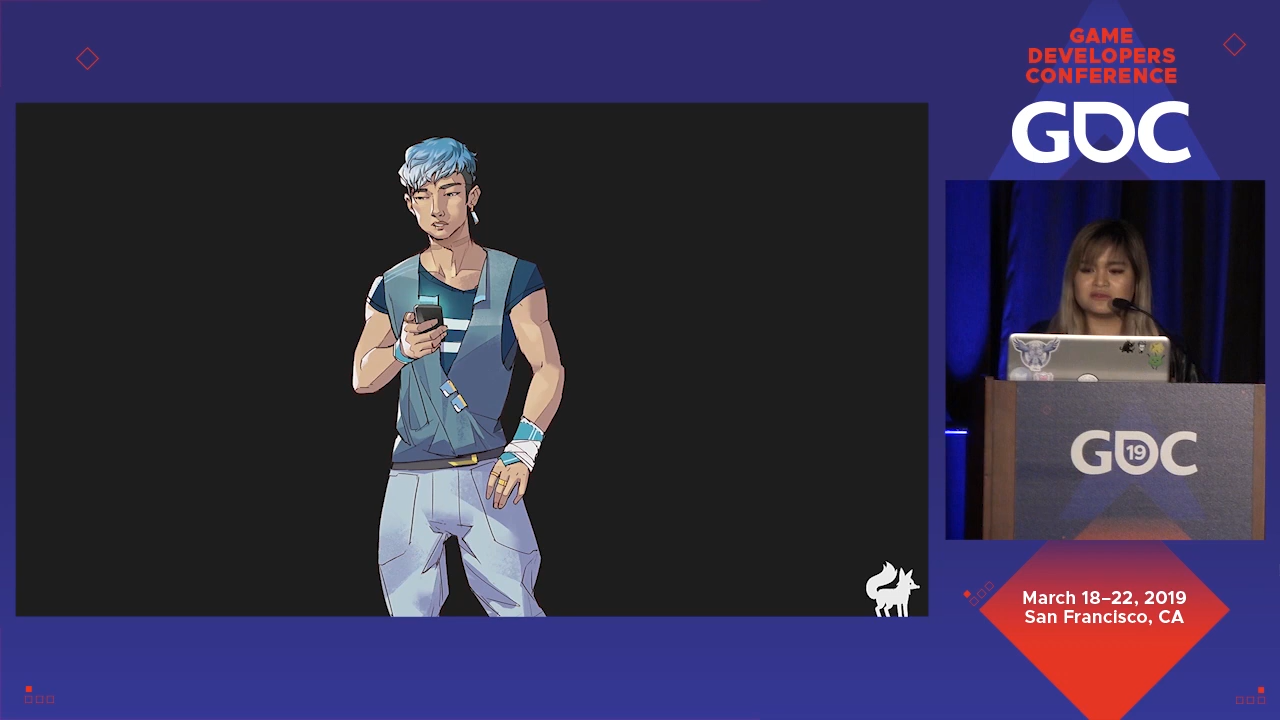 GAME
DEVELOPERS
CONFERENCE
GDC
GDC
19
March 18–22, 2019
San Francisco, CA